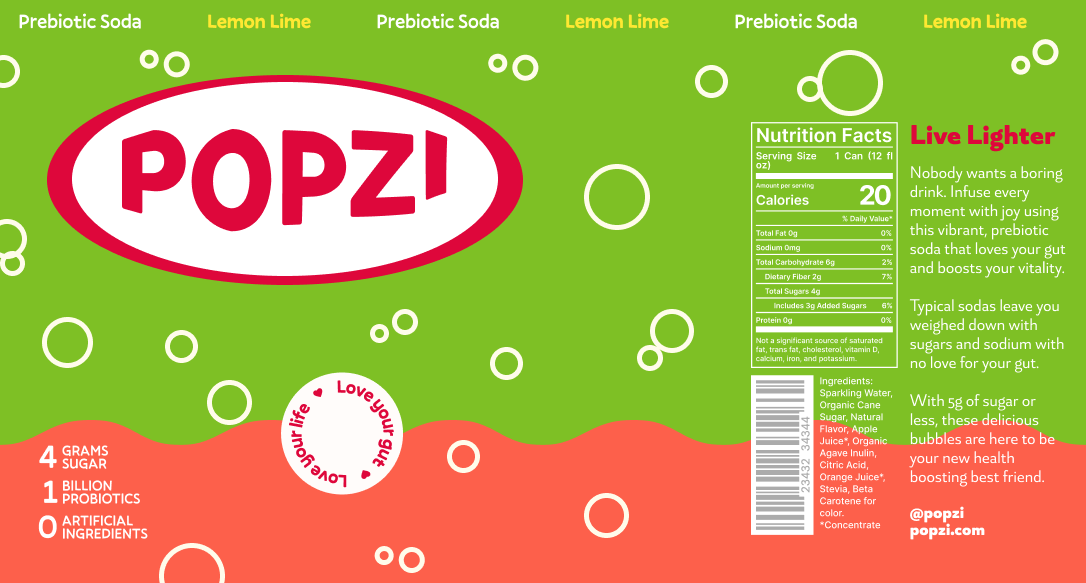 Prebiotic Soda Lemon Lime Prebiotic Soda Lemon Lime Prebiotic Soda Lemon Lime
POPZI
Love your gut
Love your life
4 GRAMS
SUGAR
1 BILLION
PROBIOTICS
0 ARTIFICIAL
INGREDIENTS
Nutrition Facts
Serving Size 1 Can (12 fl
oz)
Amount per serving
Calories 20
% Daily Value*
Total Fat 0g 0%
Sodium 0mg 0%
Total Carbohydrate 6g 2%
Dietary Fiber 2g 7%
Total Sugars 4g
Includes 3g Added Sugars 6%
Protein 0g 0%
Not a significant source of saturated
fat, trans fat, cholesterol, vitamin D,
calcium, iron, and potassium.
23432 34344
Ingredients:
Sparkling Water,
Organic Cane
Sugar, Natural
Flavor, Apple
Juice*, Organic
Agave Inulin,
Citric Acid,
Orange Juice*,
Stevia, Beta
Carotene for
color.
*Concentrate
Live Lighter
Nobody wants a boring
drink. Infuse every
moment with joy using
this vibrant, prebiotic
soda that loves your gut
and boosts your vitality.
Typical sodas leave you
weighed down with
sugars and sodium with
no love for your gut.
With 5g of sugar or
less, these delicious
bubbles are here to be
your new health
boosting best friend.
@popzi
popzi.com